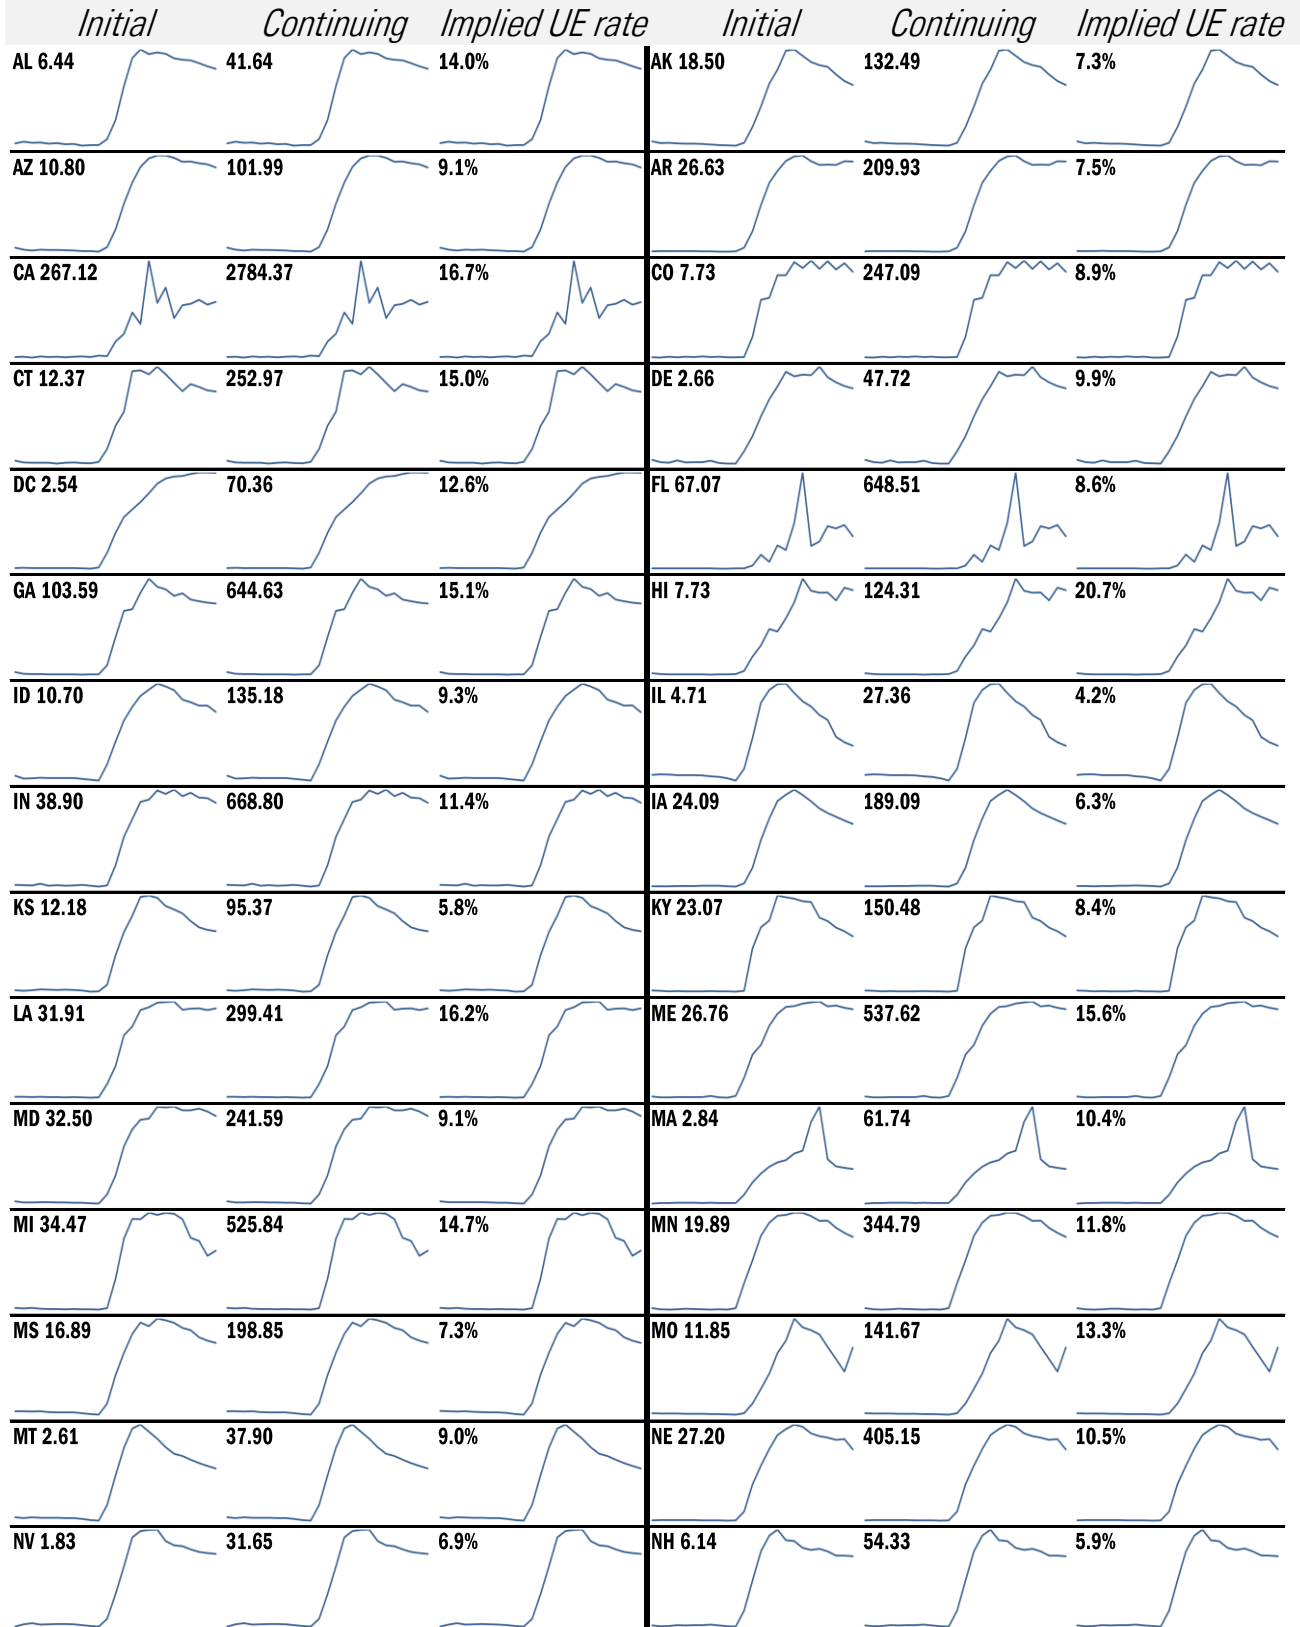 Initial Continuing Implied UE rate Initial Continuing Implied UE rate
AL 6.44 41.64 14.0% AK 18.50 132.49 7.3%
AZ 10.80 101.99 9.1% AR 26.63 209.93 7.5%
CA 267.12 2784.37 16.7% CO 7.73 247.09 8.9%
CT 12.37 252.97 15.0% DE 2.66 47.72 9.9%
DC 2.54 70.36 12.6% FL 67.07 648.51 8.6%
GA 103.59 644.63 15.1% HI 7.73 124.31 20.7%
ID 10.70 135.18 9.3% IL 4.71 27.36 4.2%
IN 38.90 668.80 11.4% IA 24.09 189.09 6.3%
KS 12.18 95.37 5.8% KY 23.07 150.48 8.4%
LA 31.91 299.41 16.2% ME 26.76 537.62 15.6%
MD 32.50 241.59 9.1% MA 2.84 61.74 10.4%
MI 34.47 525.84 14.7% MN 19.89 344.79 11.8%
MS 16.89 198.85 7.3% MO 11.85 141.67 13.3%
MT 2.61 37.90 9.0% NE 27.20 405.15 10.5%
NV 1.83 31.65 6.9% NH 6.14 54.33 5.9%